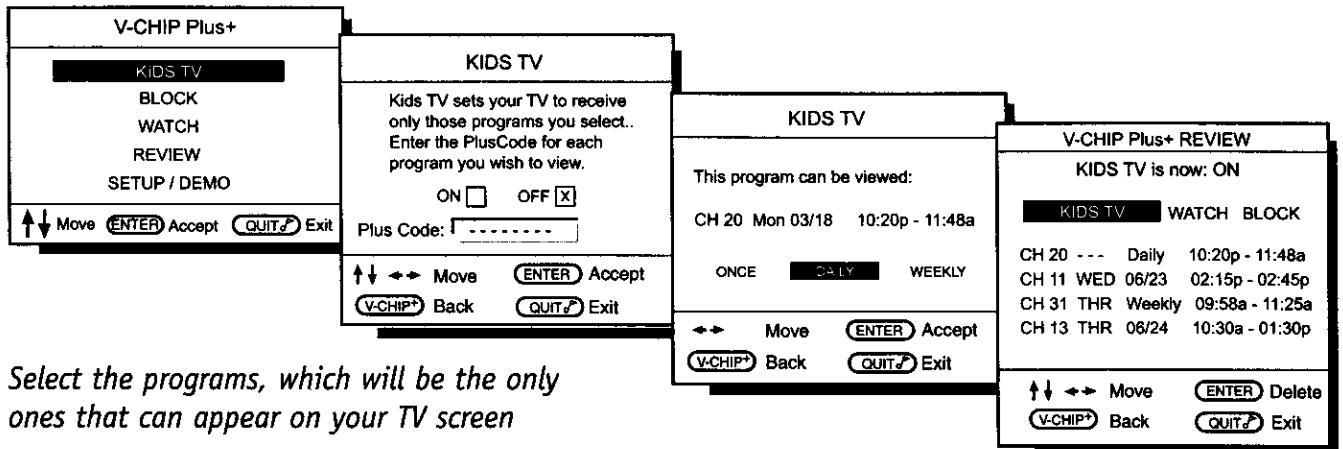 V-CHIP Plus+
KIDS TV
BLOCK
WATCH
REVIEW
SETUP / DEMO
Move ENTER Accept QUIT Exit
KIDS TV
Kids TV sets your TV to receive
only those programs you select..
Enter the PlusCode for each
program you wish to view.
ON OFF X
Plus Code: - - - - - - - -
Move ENTER Accept
V-CHIP+ Back QUIT Exit
KIDS TV
This program can be viewed:
CH 20 Mon 03/18 10:20p - 11:48a
ONCE DAILY WEEKLY
Move ENTER Accept
V-CHIP+ Back QUIT Exit
V-CHIP Plus+ REVIEW
KIDS TV is now: ON
KIDS TV WATCH BLOCK
CH 20 - - - Daily 10:20p - 11:48a
CH 11 WED 06/23 02:15p - 02:45p
CH 31 THR Weekly 09:58a - 11:25a
CH 13 THR 06/24 10:30a - 01:30p
Move ENTER Delete
V-CHIP+ Back QUIT Exit
Select the programs, which will be the only
ones that can appear on your TV screen